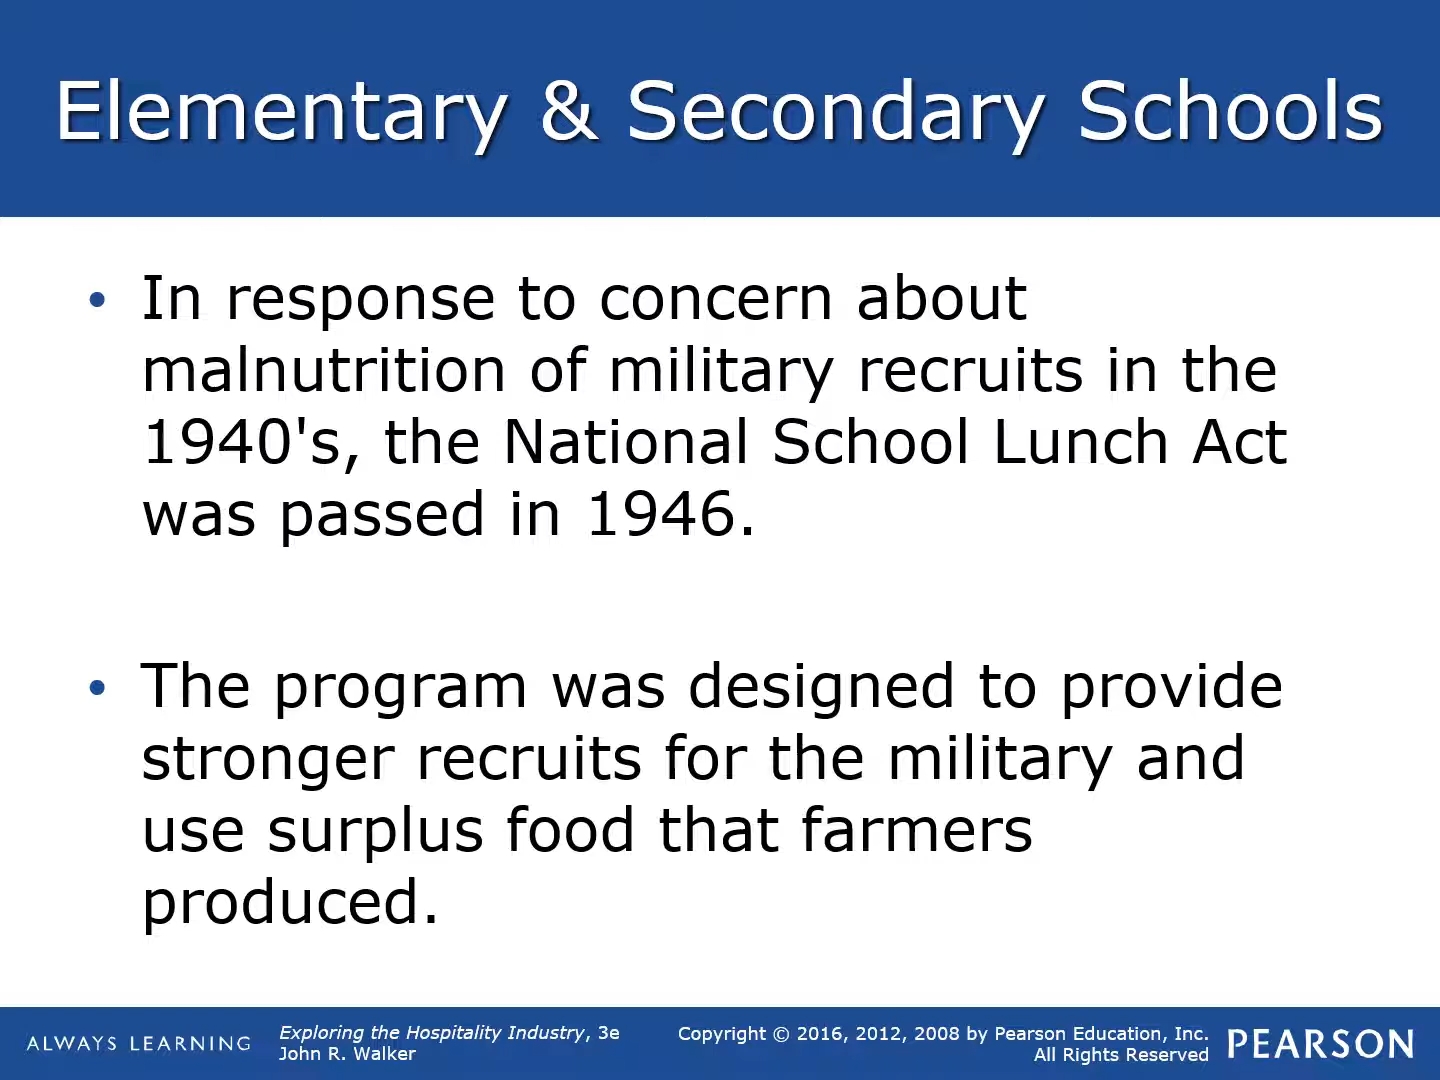 Elementary & Secondary Schools
• In response to concern about
malnutrition of military recruits in the
1940's, the National School Lunch Act
was passed in 1946.
• The program was designed to provide
stronger recruits for the military and
use surplus food that farmers
produced.
ALWAYS LEARNING
Exploring the Hospitality Industry, 3e
John R. Walker
Copyright © 2016, 2012, 2008 by Pearson Education, Inc.
All Rights Reserved
PEARSON